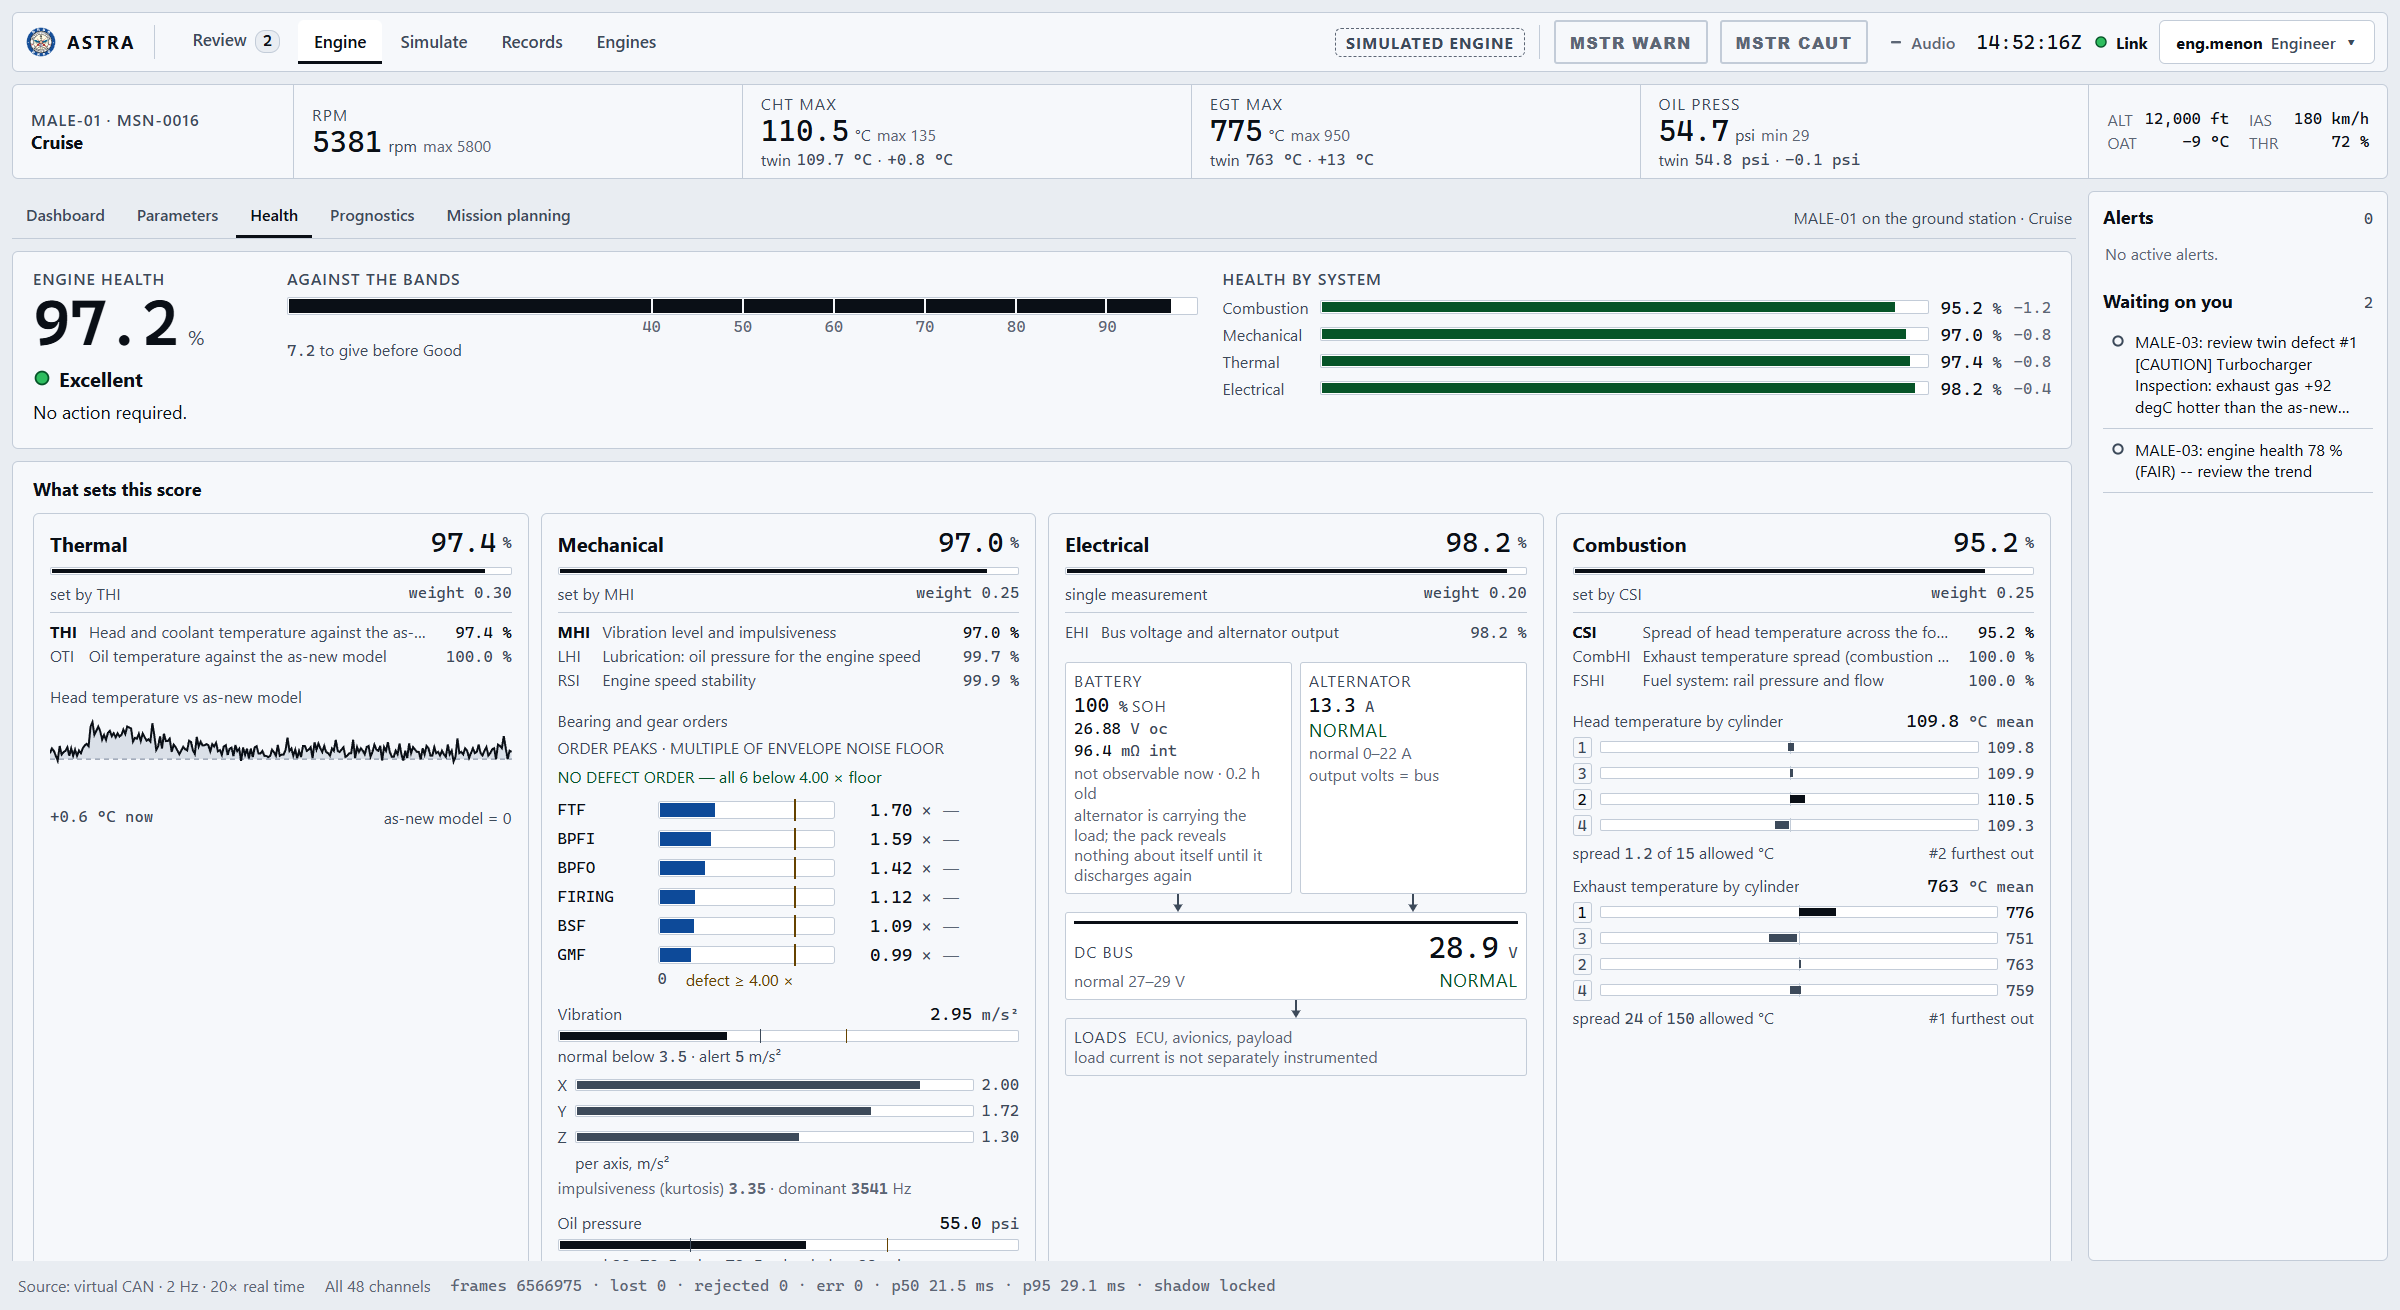 ASTRA
Review 2
Engine
Simulate
Records
Engines
SIMULATED ENGINE
MSTR WARN
MSTR CAUT
– Audio
14:52:16Z
Link
eng.menon Engineer ▼
MALE-01 · MSN-0016
Cruise
RPM
5381 rpm max 5800
CHT MAX
110.5 °C max 135
twin 109.7 °C · +0.8 °C
EGT MAX
775 °C max 950
twin 763 °C · +13 °C
OIL PRESS
54.7 psi min 29
twin 54.8 psi · −0.1 psi
ALT 12,000 ft IAS 180 km/h
OAT −9 °C THR 72 %
Dashboard
Parameters
Health
Prognostics
Mission planning
MALE-01 on the ground station · Cruise
ENGINE HEALTH
97.2 %
Excellent
No action required.
AGAINST THE BANDS
40 50 60 70 80 90
7.2 to give before Good
HEALTH BY SYSTEM
Combustion 95.2 % −1.2
Mechanical 97.0 % −0.8
Thermal 97.4 % −0.8
Electrical 98.2 % −0.4
What sets this score
Thermal 97.4 %
set by THI weight 0.30
THI Head and coolant temperature against the as-... 97.4 %
OTI Oil temperature against the as-new model 100.0 %
Head temperature vs as-new model
+0.6 °C now as-new model = 0
Mechanical 97.0 %
set by MHI weight 0.25
MHI Vibration level and impulsiveness 97.0 %
LHI Lubrication: oil pressure for the engine speed 99.7 %
RSI Engine speed stability 99.9 %
Bearing and gear orders
ORDER PEAKS · MULTIPLE OF ENVELOPE NOISE FLOOR
NO DEFECT ORDER — all 6 below 4.00 × floor
FTF 1.70 × —
BPFI 1.59 × —
BPFO 1.42 × —
FIRING 1.12 × —
BSF 1.09 × —
GMF 0.99 × —
0 defect ≥ 4.00 ×
Vibration 2.95 m/s²
normal below 3.5 · alert 5 m/s²
X 2.00
Y 1.72
Z 1.30
per axis, m/s²
impulsiveness (kurtosis) 3.35 · dominant 3541 Hz
Oil pressure 55.0 psi
Electrical 98.2 %
single measurement weight 0.20
EHI Bus voltage and alternator output 98.2 %
BATTERY
100 % SOH
26.88 V oc
96.4 mΩ int
not observable now · 0.2 h
old
alternator is carrying the
load; the pack reveals
nothing about itself until it
discharges again
ALTERNATOR
13.3 A
NORMAL
normal 0–22 A
output volts = bus
DC BUS 28.9 V
normal 27–29 V NORMAL
LOADS ECU, avionics, payload
load current is not separately instrumented
Combustion 95.2 %
set by CSI weight 0.25
CSI Spread of head temperature across the fo... 95.2 %
CombHI Exhaust temperature spread (combustion ... 100.0 %
FSHI Fuel system: rail pressure and flow 100.0 %
Head temperature by cylinder 109.8 °C mean
1 109.8
3 109.9
2 110.5
4 109.3
spread 1.2 of 15 allowed °C #2 furthest out
Exhaust temperature by cylinder 763 °C mean
1 776
3 751
2 763
4 759
spread 24 of 150 allowed °C #1 furthest out
Alerts 0
No active alerts.
Waiting on you 2
MALE-03: review twin defect #1
[CAUTION] Turbocharger
Inspection: exhaust gas +92
degC hotter than the as-new...
MALE-03: engine health 78 %
(FAIR) -- review the trend
Source: virtual CAN · 2 Hz · 20× real time All 48 channels frames 6566975 · lost 0 · rejected 0 · err 0 · p50 21.5 ms · p95 29.1 ms · shadow locked